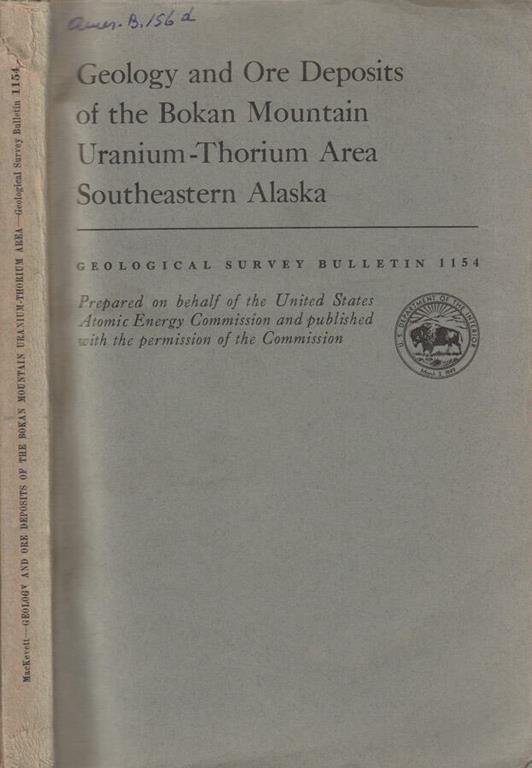 Amer. B. 156 d
Geology and Ore Deposits
of the Bokan Mountain
Uranium-Thorium Area
Southeastern Alaska
GEOLOGICAL SURVEY BULLETIN 1154
Prepared on behalf of the United States
Atomic Energy Commission and published
with the permission of the Commission
U. S. DEPARTMENT OF THE INTERIOR
March 3, 1849
MacKevett—GEOLOGY AND ORE DEPOSITS OF THE BOKAN MOUNTAIN URANIUM-THORIUM AREA—Geological Survey Bulletin 1154